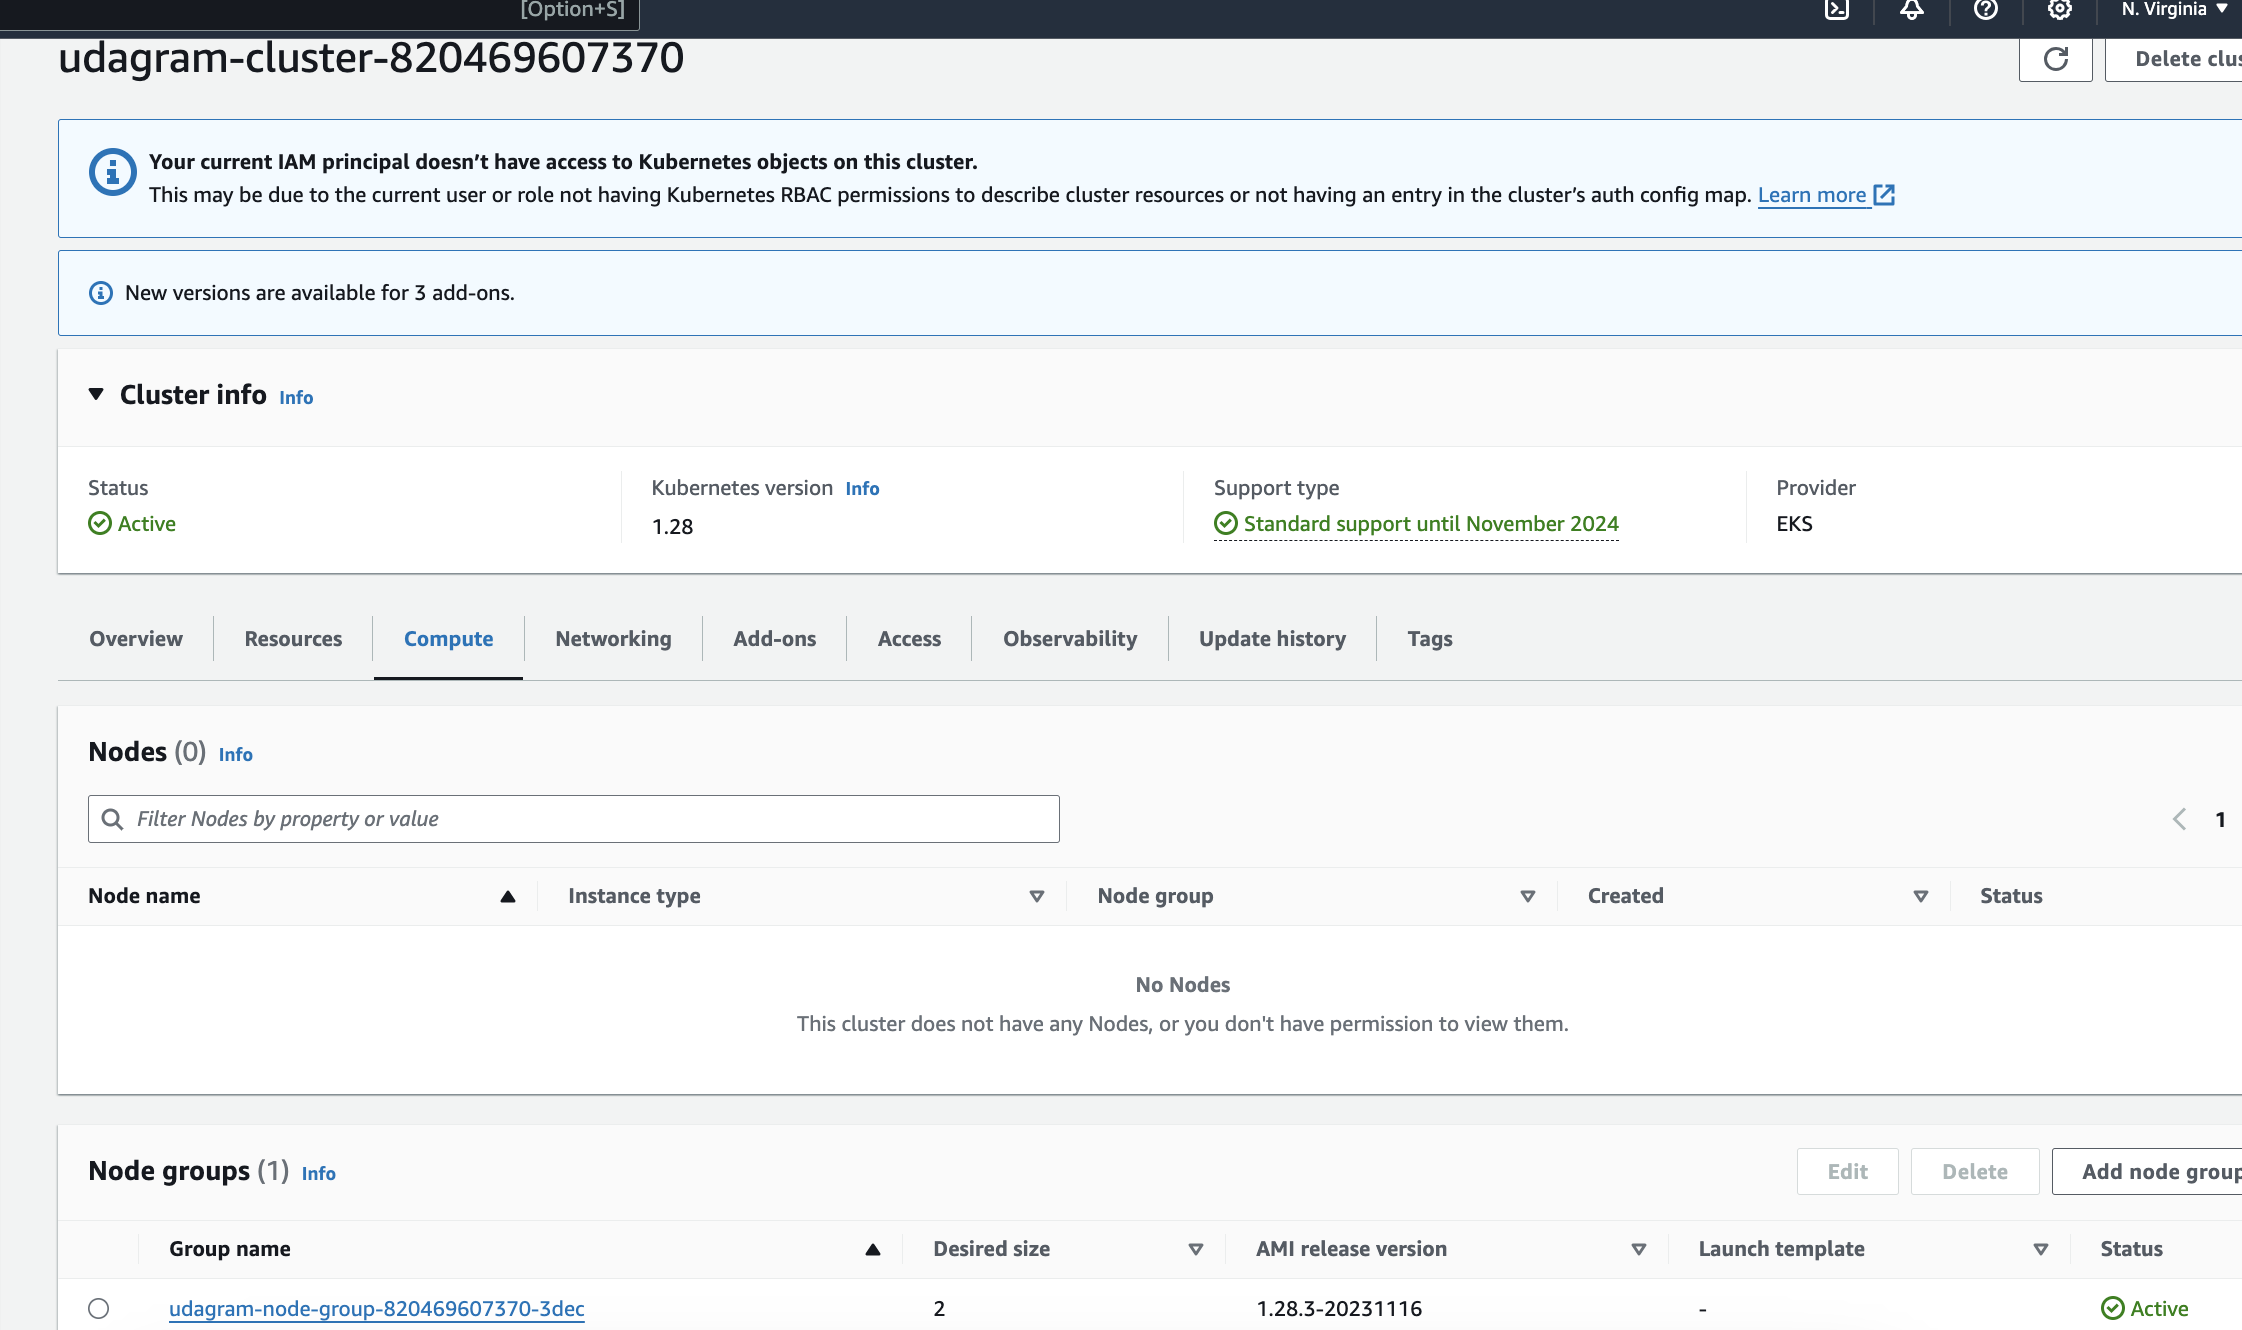 [Option+S]
N. Virginia
udagram-cluster-820469607370
Delete clus
Your current IAM principal doesn’t have access to Kubernetes objects on this cluster.
This may be due to the current user or role not having Kubernetes RBAC permissions to describe cluster resources or not having an entry in the cluster’s auth config map. Learn more
New versions are available for 3 add-ons.
Cluster info Info
Status
Active
Kubernetes version Info
1.28
Support type
Standard support until November 2024
Provider
EKS
Overview Resources Compute Networking Add-ons Access Observability Update history Tags
Nodes (0) Info
Filter Nodes by property or value
1
Node name Instance type Node group Created Status
No Nodes
This cluster does not have any Nodes, or you don't have permission to view them.
Node groups (1) Info
Edit Delete Add node group
Group name Desired size AMI release version Launch template Status
udagram-node-group-820469607370-3dec 2 1.28.3-20231116 - Active